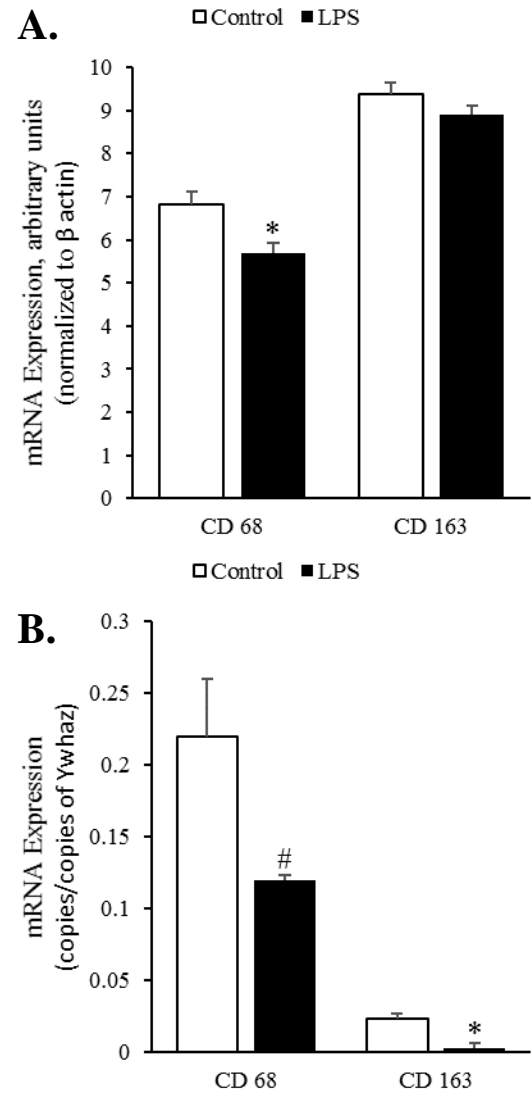 A.
Control LPS
mRNA Expression, arbitrary units
(normalized to β actin)
10
9
8
7
6
5
4
3
2
1
0
*
CD 68 CD 163
Control LPS
B.
mRNA Expression
(copies/copies of Ywhaz)
0.3
0.25
0.2
0.15
0.1
0.05
0
#
*
CD 68 CD 163